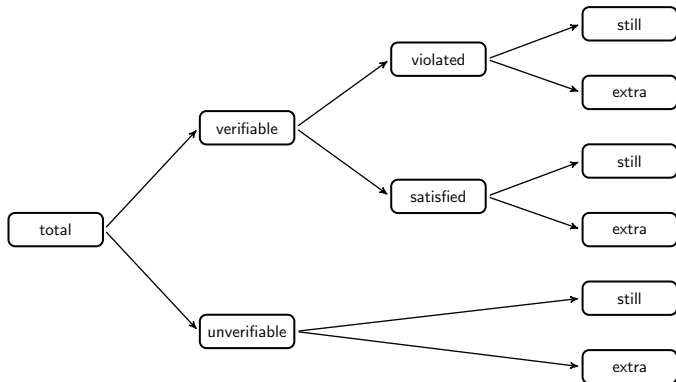 still
violated
extra
verifiable
still
satisfied
extra
total
still
unverifiable
extra